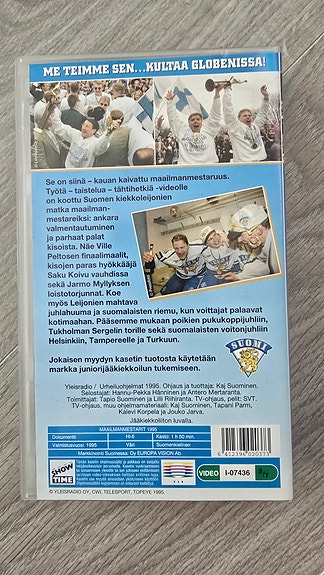 ME TEIMME SEN...KULTAA GLOBENISSA!
Se on siinä – kauan kaivattu maailmanmestaruus.
Työtä – taistelua – tähtihetkiä -videolle
on koottu Suomen kiekkoleijonien
matka maailman-
mestareiksi: ankara
valmentautuminen
ja parhaat palat
kisoista. Näe Ville
Peltosen finaalimaalit,
kisojen paras hyökkääjä
Saku Koivu vauhdissa
sekä Jarmo Myllyksen
loistotorjunnat. Koe
myös Leijonien mahtava
juhlahuuma ja suomalaisten riemu, kun voittajat palaavat
kotimaahan. Pääsemme mukaan poikien pukukoppijuhliin,
Tukholman Sergelin torille sekä suomalaisten voitonjuhliin
Helsinkiin, Tampereelle ja Turkuun.
Jokaisen myydyn kasetin tuotosta käytetään
markka juniorijääkiekkoilun tukemiseen.
SUOMI
Yleisradio / Urheiluohjelmat 1995. Ohjaus ja tuottaja: Kaj Suominen.
Selostajat: Hannu-Pekka Hänninen ja Antero Mertaranta.
Toimittajat: Tapio Suominen ja Lilli Riihiranta. TV-ohjaus, pelit: SVT,
TV-ohjaus, muu ohjelmamateriaali: Kaj Suominen, Tapani Parm,
Kalevi Korpela ja Jouko Jarva.
Jääkiekkoliiton luvalla.
MAAILMANMESTARIT 1995
Dokumentti Hi-fi Kesto: 1 h 50 min.
Valmistusvuosi: 1995 Väri Suomenkielinen
Markkinointi Suomessa: Oy EUROPA VISION Ab
6412394020373
SHOW
TIME
VIDEO
I-07436
S/T
© YLEISRADIO OY, CWL TELESPORT, TOPEYE 1995.